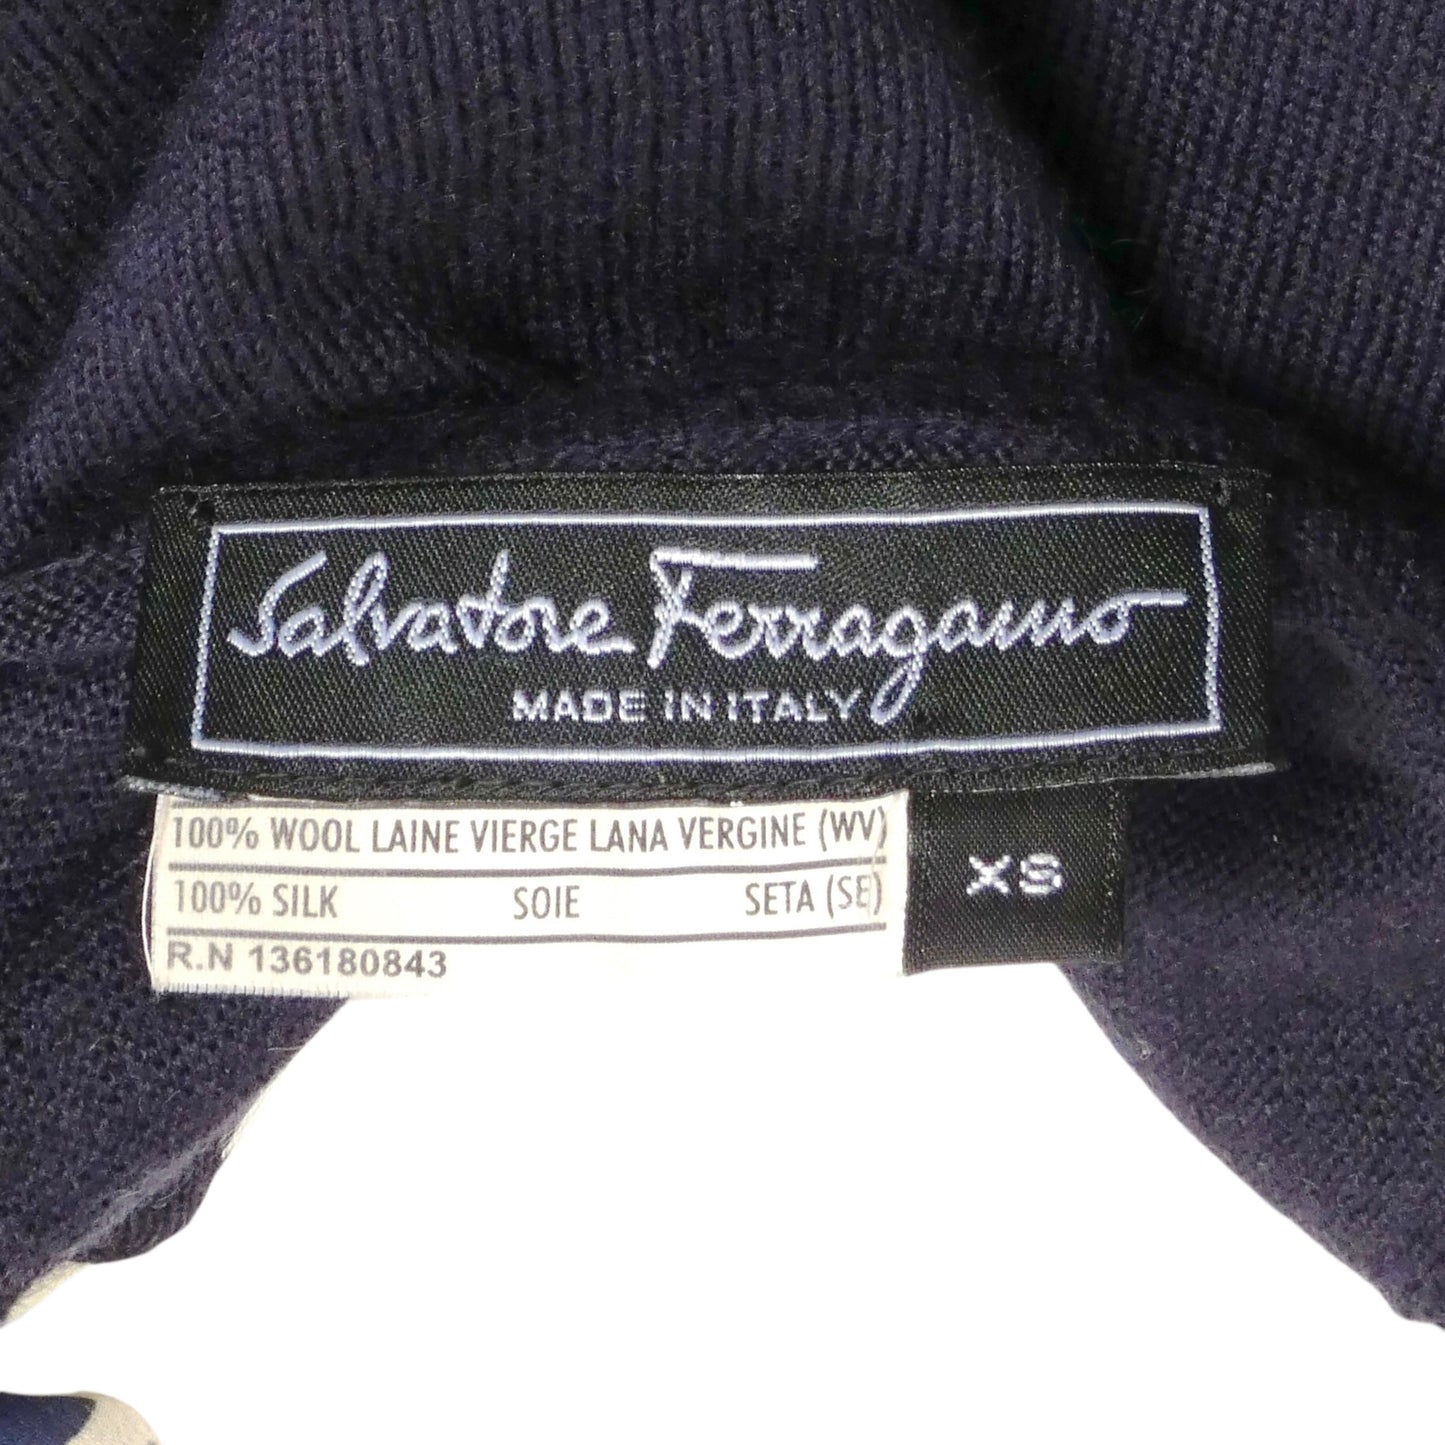 Salvatore Ferragamo
MADE IN ITALY
100% WOOL LAINE VIERGE LANA VERGINE (WV)
100% SILK SOIE SETA (SE)
R.N 136180843
XS